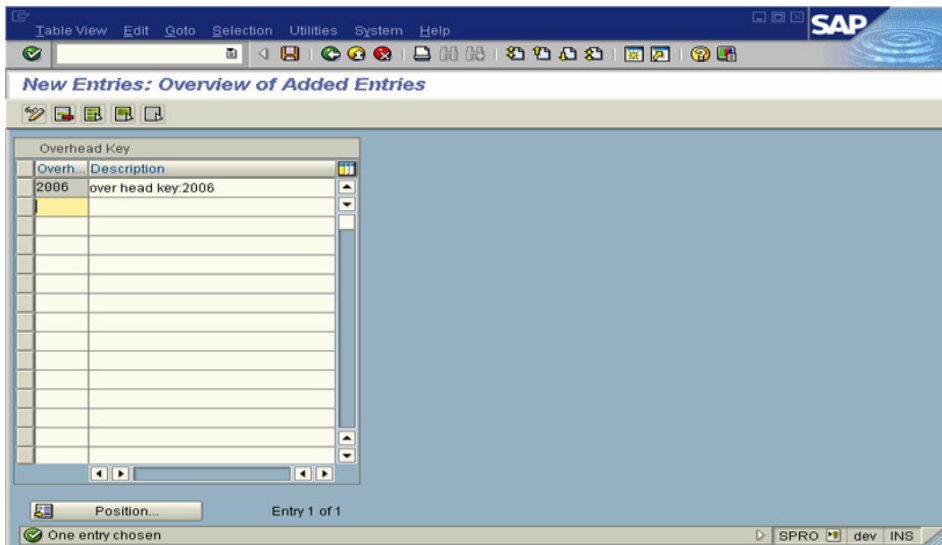 Table View Edit Goto Selection Utilities System Help
SAP
New Entries: Overview of Added Entries
Overhead Key
Overh... Description
2006 over head key:2006
Position... Entry 1 of 1
One entry chosen SPRO dev INS